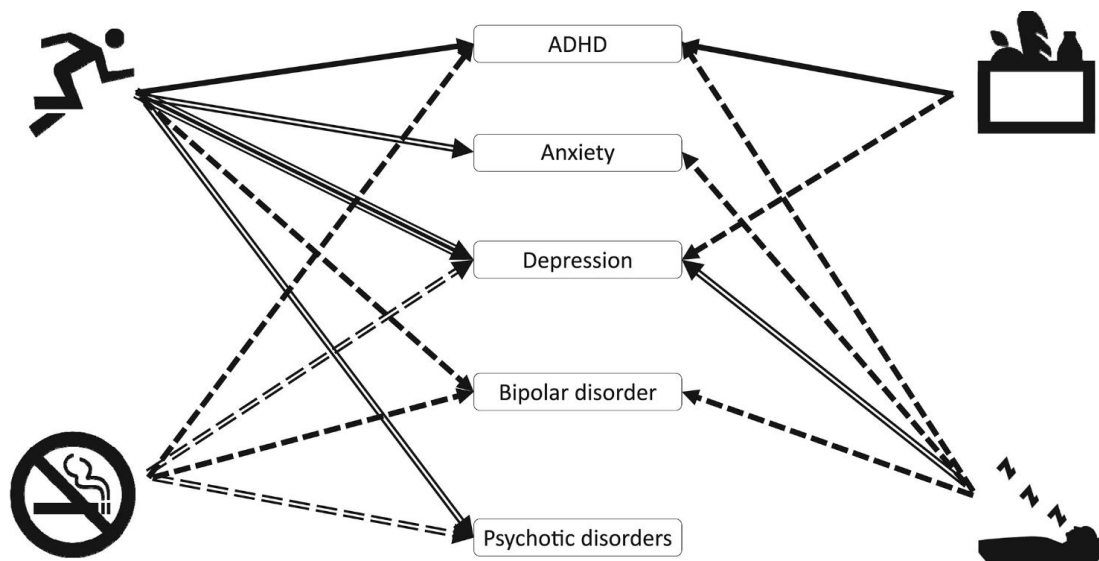 ADHD
Anxiety
Depression
Bipolar disorder
Psychotic disorders